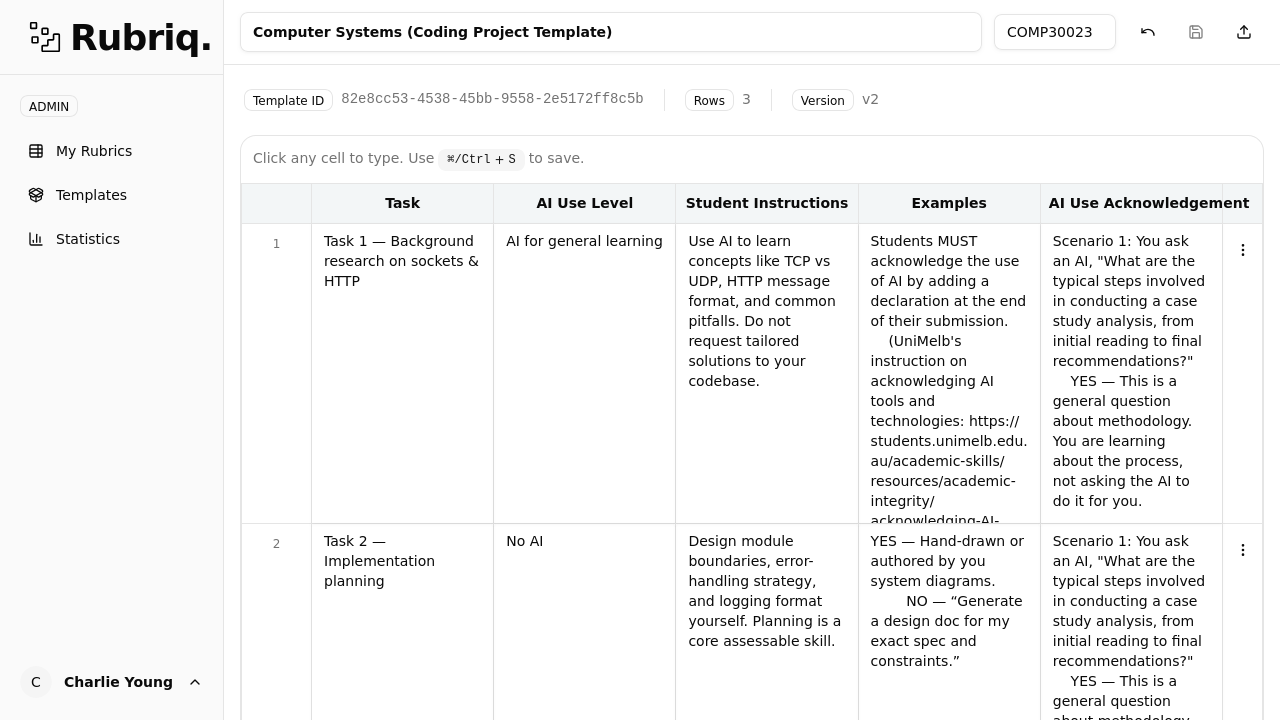 Rubriq.
Computer Systems (Coding Project Template)
COMP30023
ADMIN
My Rubrics
Templates
Statistics
Template ID
82e8cc53-4538-45bb-9558-2e5172ff8c5b
Rows
3
Version
v2
Click any cell to type. Use ⌘/Ctrl + S to save.
Task
AI Use Level
Student Instructions
Examples
AI Use Acknowledgement
1
Task 1 — Background
research on sockets &
HTTP
AI for general learning
Use AI to learn
concepts like TCP vs
UDP, HTTP message
format, and common
pitfalls. Do not
request tailored
solutions to your
codebase.
Students MUST
acknowledge the use
of AI by adding a
declaration at the end
of their submission.
(UniMelb's
instruction on
acknowledging AI
tools and
technologies: https://
students.unimelb.edu.
au/academic-skills/
resources/academic-
integrity/
acknowledging-AI-
Scenario 1: You ask
an AI, "What are the
typical steps involved
in conducting a case
study analysis, from
initial reading to final
recommendations?"
YES — This is a
general question
about methodology.
You are learning
about the process,
not asking the AI to
do it for you.
2
Task 2 —
Implementation
planning
No AI
Design module
boundaries, error-
handling strategy,
and logging format
yourself. Planning is a
core assessable skill.
YES — Hand-drawn or
authored by you
system diagrams.
NO — “Generate
a design doc for my
exact spec and
constraints.”
Scenario 1: You ask
an AI, "What are the
typical steps involved
in conducting a case
study analysis, from
initial reading to final
recommendations?"
YES — This is a
general question
about methodology.
C
Charlie Young